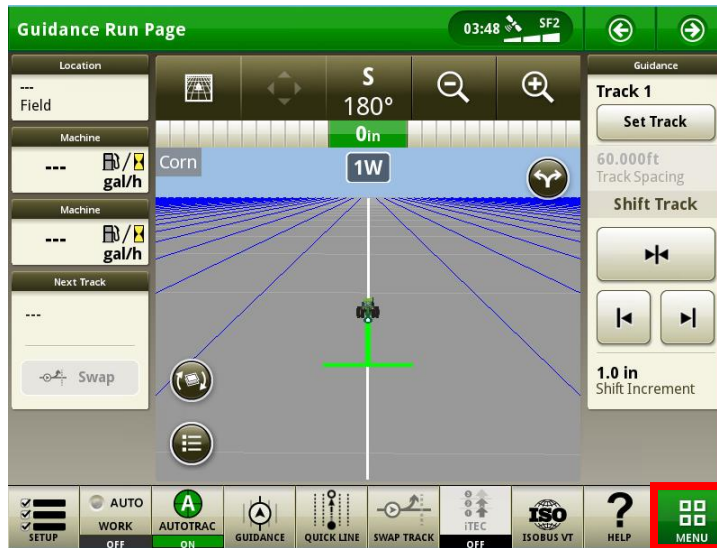 Guidance Run Page
03:48 SF2
Location
---
Field
Machine
---
gal/h
Machine
---
gal/h
Next Track
---
Swap
S
180°
0in
Corn
1W
Guidance
Track 1
Set Track
60.000ft
Track Spacing
Shift Track
1.0 in
Shift Increment
SETUP
AUTO
WORK
OFF
A
AUTOTRAC
ON
GUIDANCE
QUICK LINE
SWAP TRACK
iTEC
OFF
ISO
ISOBUS VT
?
HELP
MENU